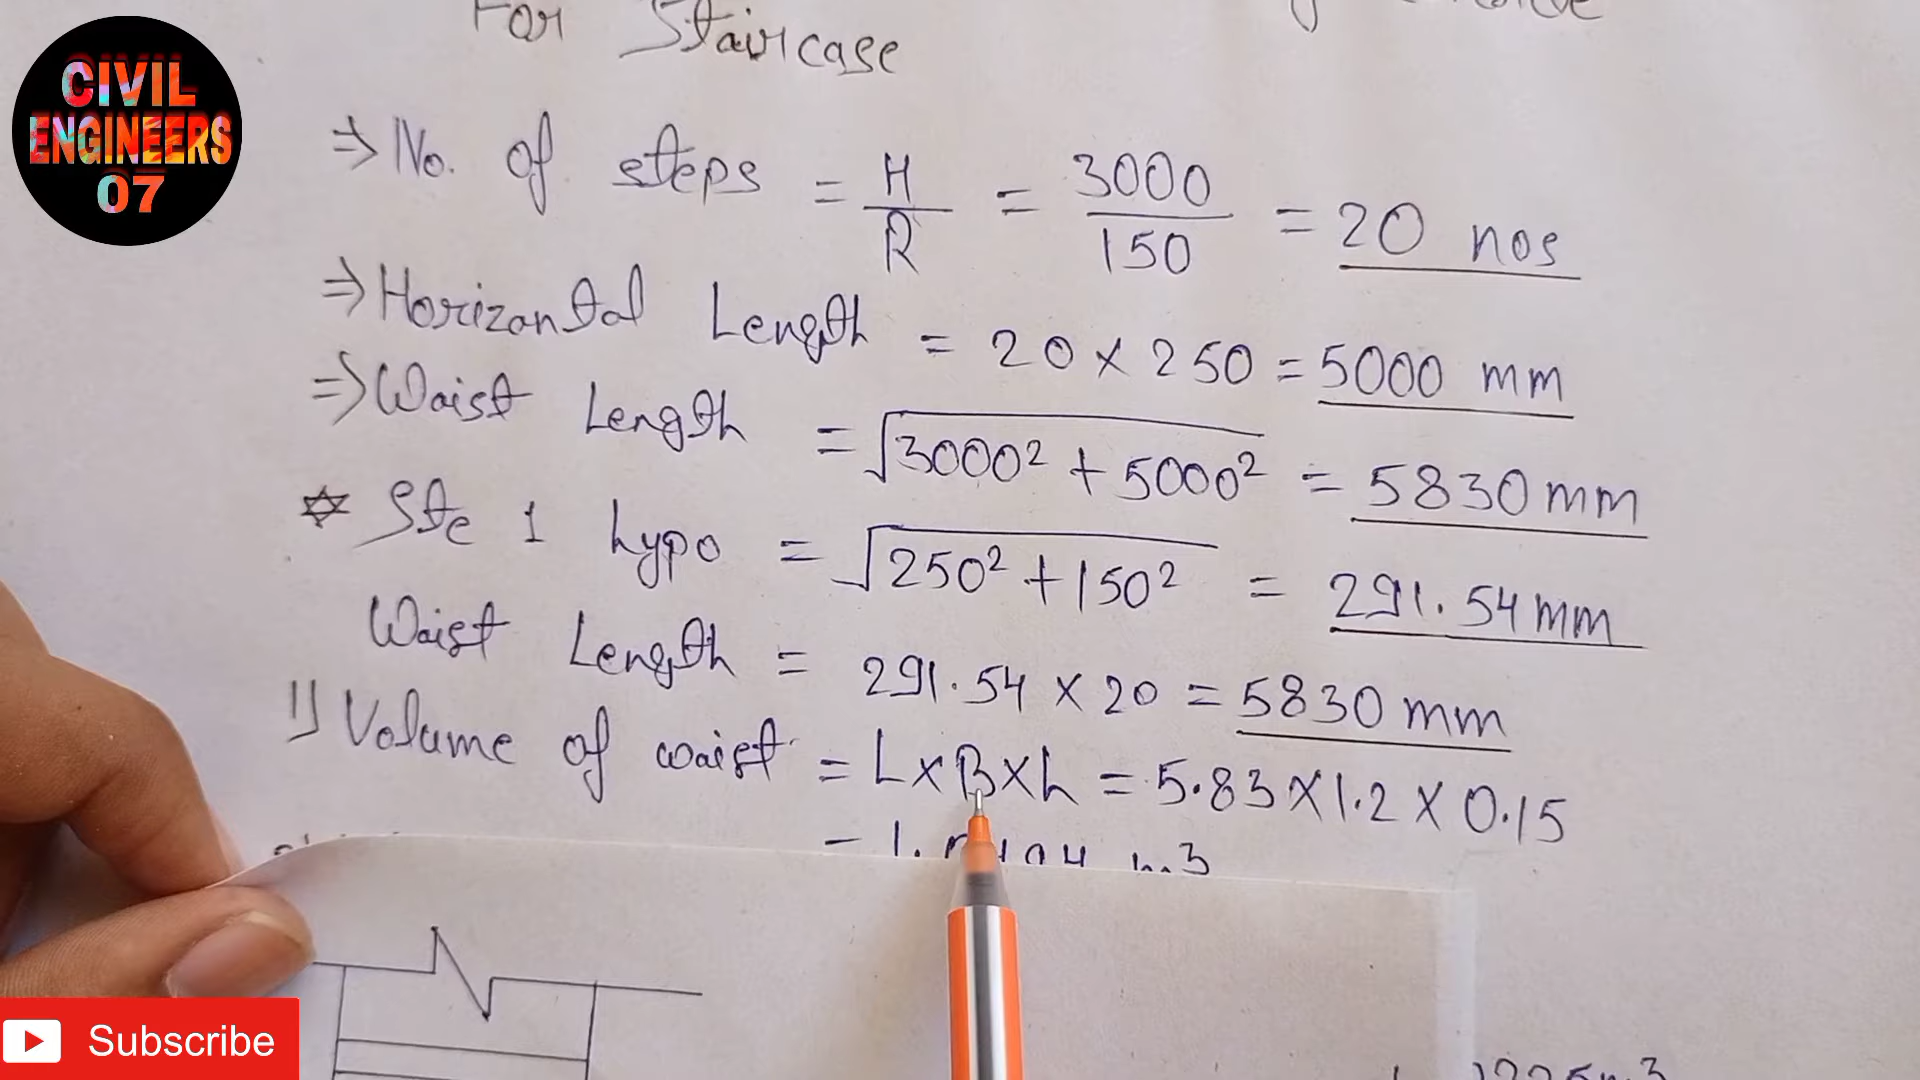 CIVIL
ENGINEERS
07
For Staircase
⇒ No. of steps = H/R = 3000/150 = 20 nos
⇒ Horizontal Length = 20 × 250 = 5000 mm
⇒ Waist Length = √3000² + 5000² = 5830 mm
✡ Ste 1 hypo = √250² + 150² = 291.54 mm
Waist Length = 291.54 × 20 = 5830 mm
1) Volume of waist = L×B×h = 5.83 × 1.2 × 0.15
Subscribe